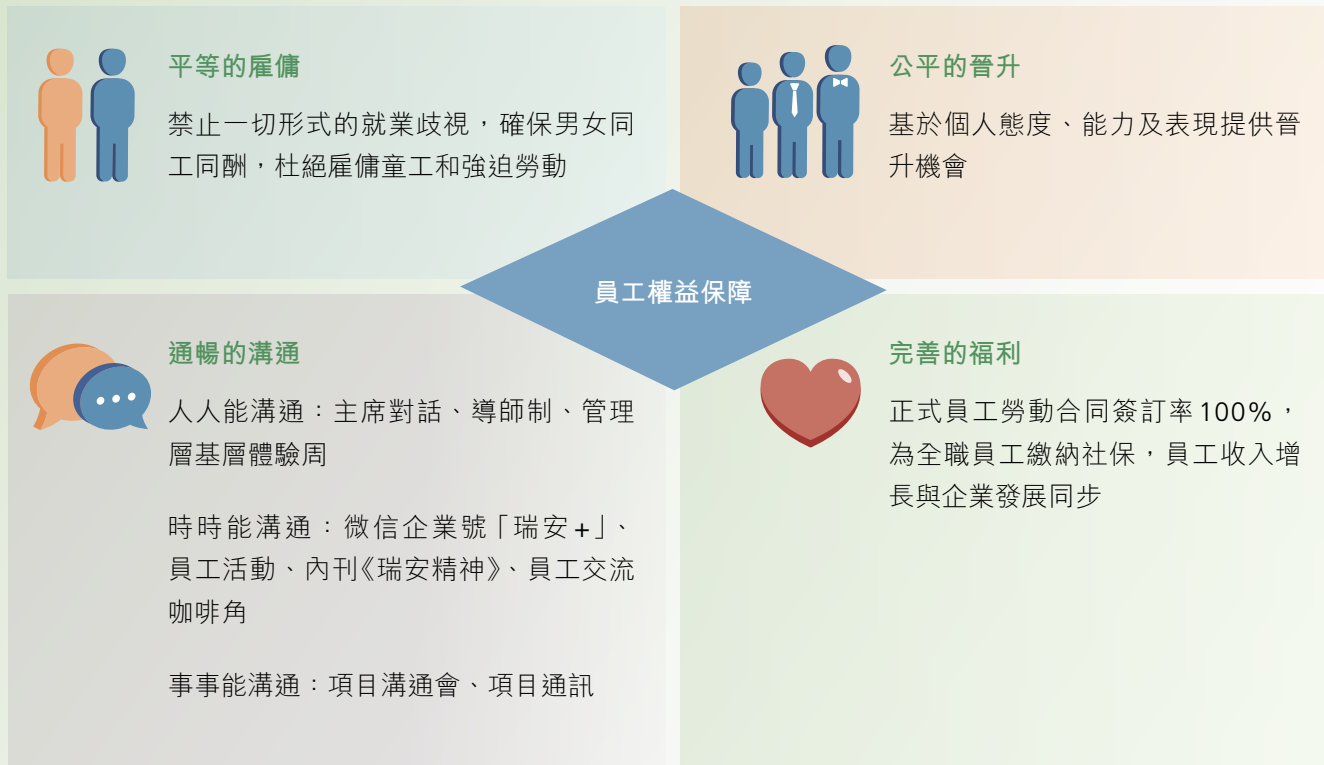 平等的雇傭
禁止一切形式的就業歧視，確保男女同
工同酬，杜絕雇傭童工和強迫勞動
公平的晉升
基於個人態度、能力及表現提供晉
升機會
員工權益保障
通暢的溝通
人人能溝通：主席對話、導師制、管理
層基層體驗周
時時能溝通：微信企業號「瑞安+」、
員工活動、內刊《瑞安精神》、員工交流
咖啡角
事事能溝通：項目溝通會、項目通訊
完善的福利
正式員工勞動合同簽訂率100%，
為全職員工繳納社保，員工收入增
長與企業發展同步